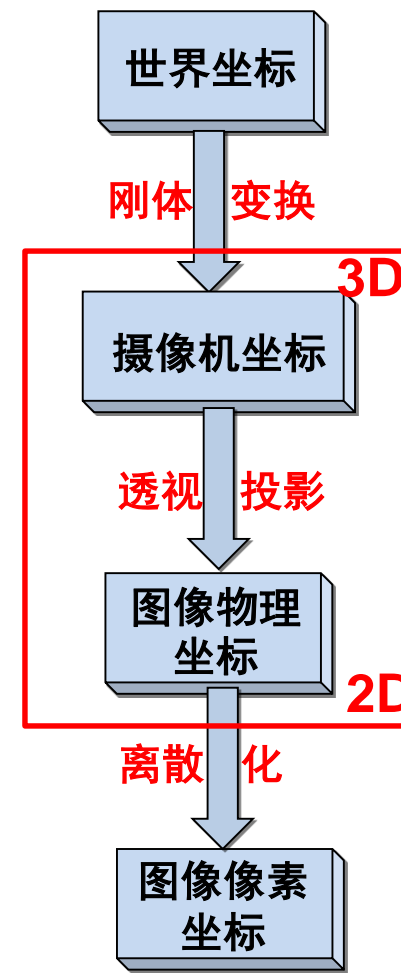 世界坐标
刚体 变换
3D
摄像机坐标
透视 投影
图像物理
坐标
2D
离散 化
图像像素
坐标